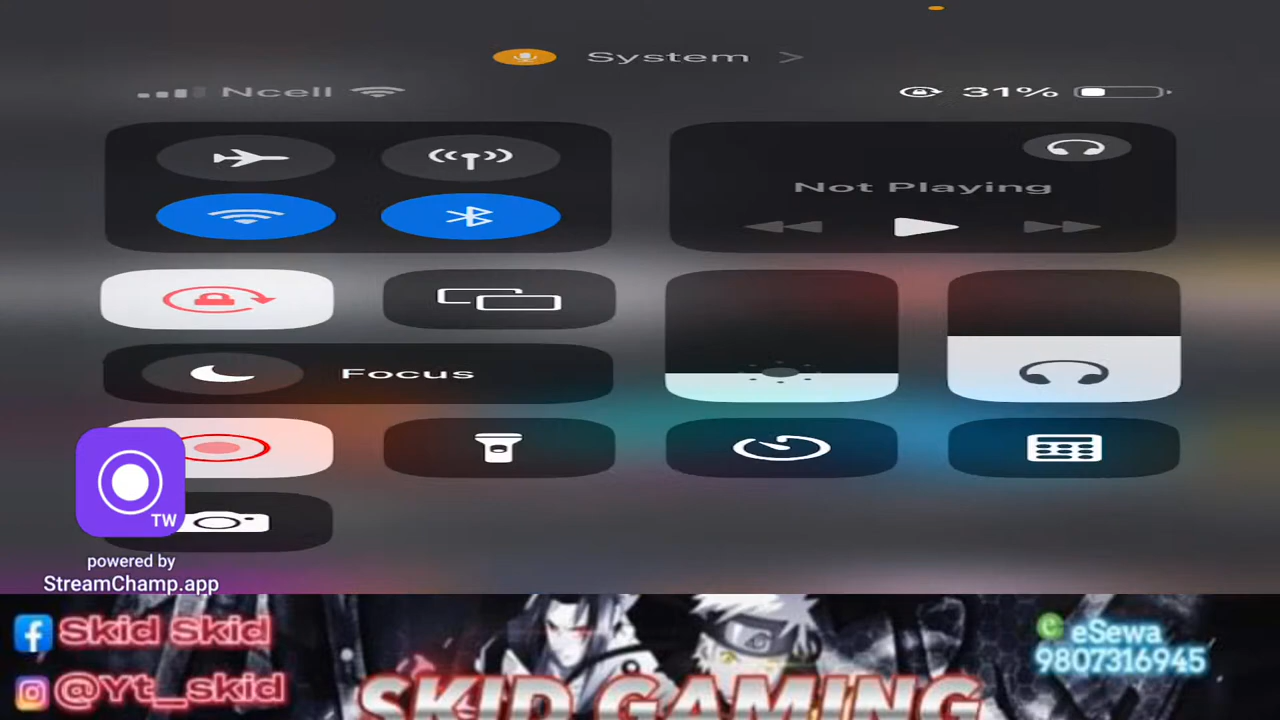 System >
Ncell
31%
Not Playing
Focus
TW
powered by
StreamChamp.app
Skid Skid
@Yt_skid
SKID GAMING
eSewa
9807316945